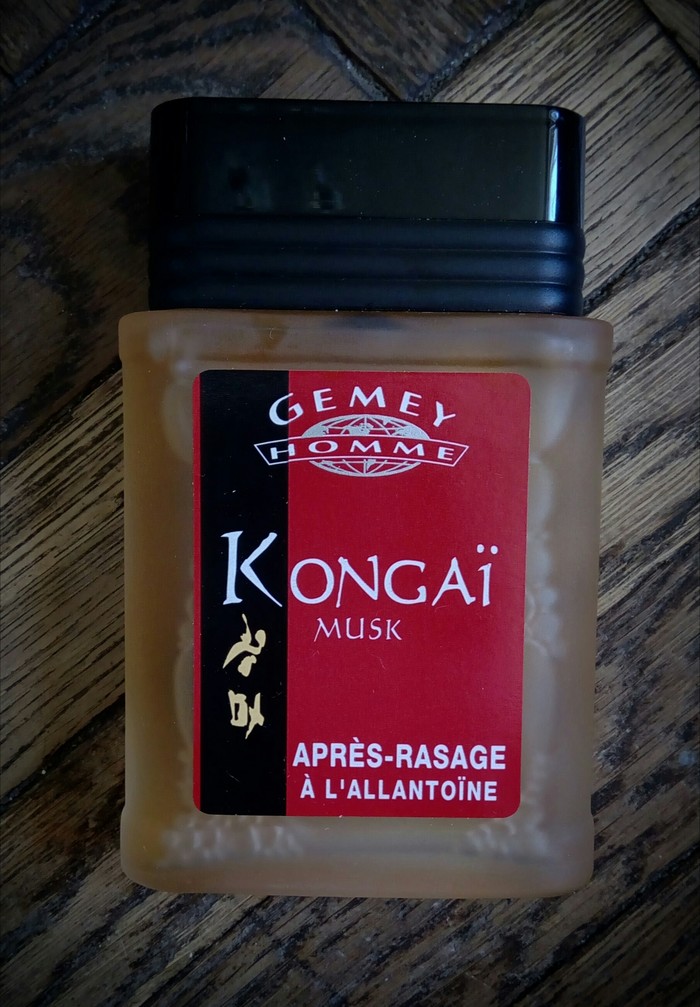 GEMEY
HOMME
KONGAÏ
MUSK
APRÈS-RASAGE
À L'ALLANTOÏNE